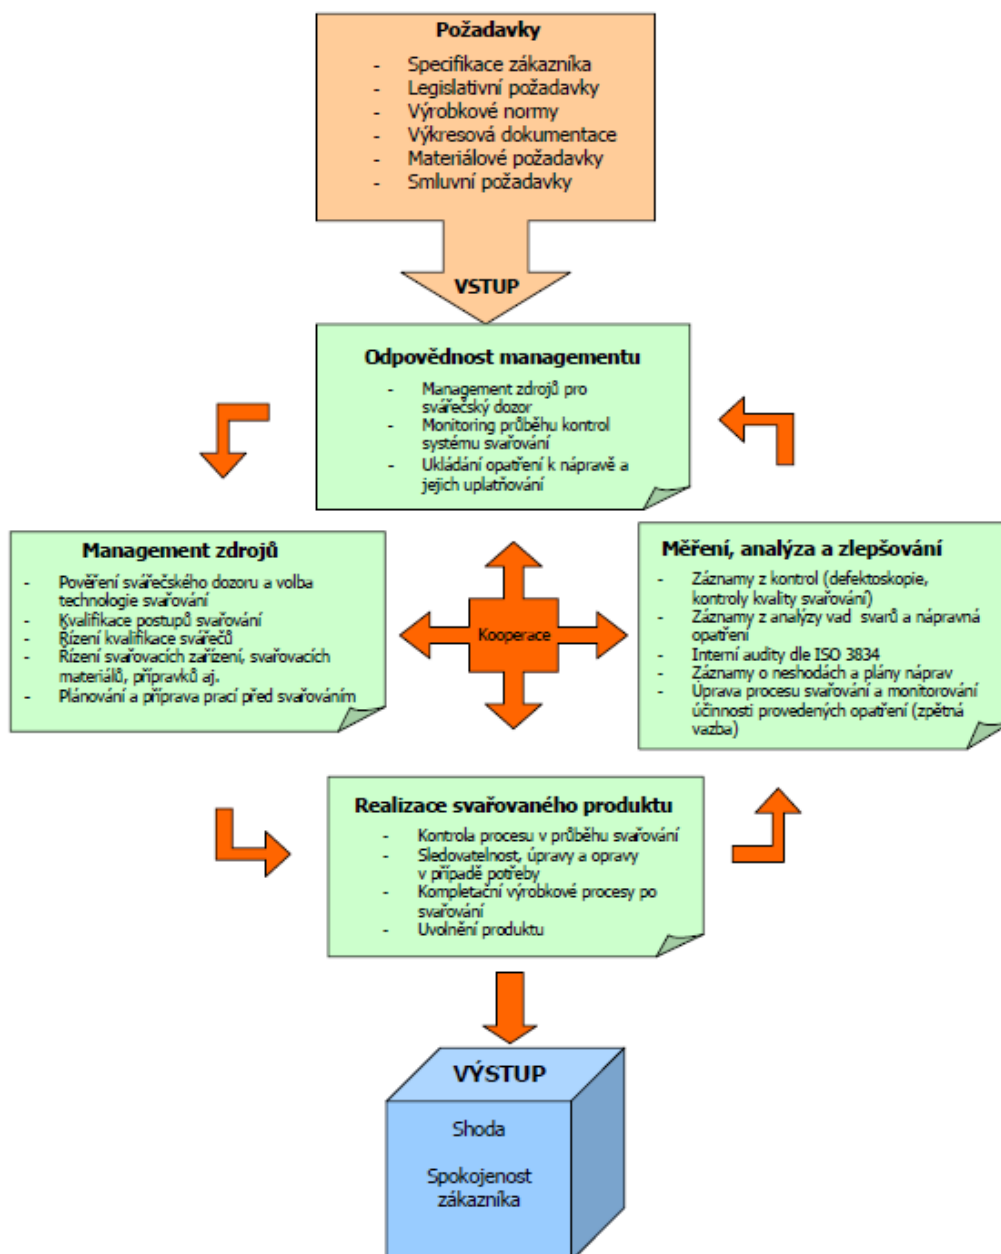 Požadavky
- Specifikace zákazníka
- Legislativní požadavky
- Výrobkové normy
- Výkresová dokumentace
- Materiálové požadavky
- Smluvní požadavky
VSTUP
Odpovědnost managementu
- Management zdrojů pro
svářečský dozor
- Monitoring průběhu kontrol
systému svařování
- Ukládání opatření k nápravě a
jejich uplatňování
Management zdrojů
- Pověření svářečského dozoru a volba
technologie svařování
- Kvalifikace postupů svařování
- Řízení kvalifikace svářečů
- Řízení svařovacích zařízení, svařovacích
materiálů, přípravků aj.
- Plánování a příprava prací před svařováním
Kooperace
Měření, analýza a zlepšování
- Záznamy z kontrol (defektoskopie,
kontroly kvality svařování)
- Záznamy z analýzy vad svarů a nápravná
opatření
- Interní audity dle ISO 3834
- Záznamy o neshodách a plány náprav
- Úprava procesu svařování a monitorování
účinnosti provedených opatření (zpětná
vazba)
Realizace svařovaného produktu
- Kontrola procesu v průběhu svařování
- Sledovatelnost, úpravy a opravy
v případě potřeby
- Kompletační výrobkové procesy po
svařování
- Uvolnění produktu
VÝSTUP
Shoda
Spokojenost
zákazníka